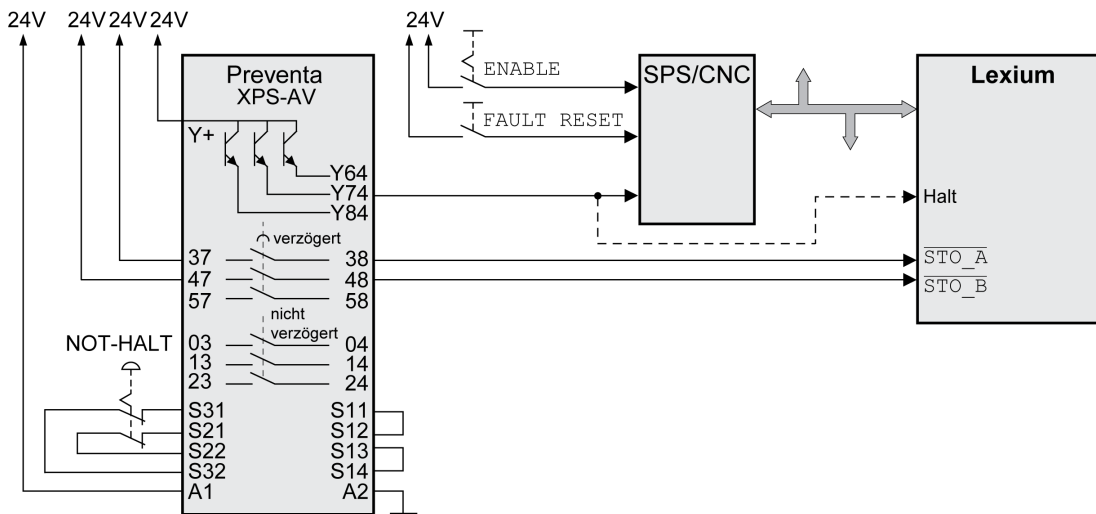 24V 24V 24V 24V 24V
Preventa
XPS-AV
ENABLE
SPS/CNC
Lexium
FAULT RESET
Y+
Y64
Y74
Y84
Halt
verzögert
37 38
STO_A
47 48
STO_B
57 58
nicht
verzögert
NOT-HALT
03 04
13 14
23 24
S31 S11
S21 S12
S22 S13
S32 S14
A1 A2